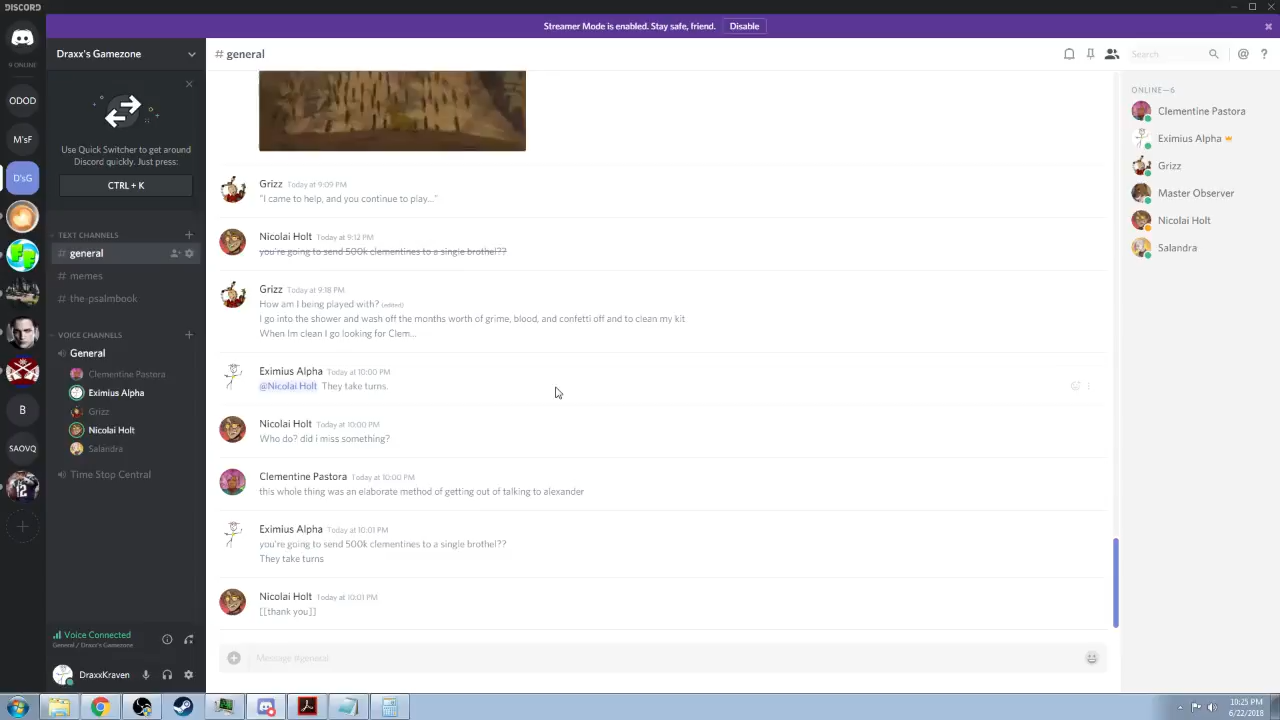 DISCORD
Streamer Mode is enabled. Stay safe, friend. Disable
9 ONLINE
DDDD
M'sF
D'sG
B
SAOVQ
12
Draxx's Gamezone
Use Quick Switcher to get around
Discord quickly. Just press:
CTRL + K
TEXT CHANNELS
# general
# memes
# the-psalmbook
VOICE CHANNELS
General
Clementine Pastora
Eximius Alpha
Grizz
Nicolai Holt
Salandra
Time Stop Central
Voice Connected
General / Draxx's Gamezone
DraxxKraven
# general
Search
@ ?
Grizz Today at 9:09 PM
"I came to help, and you continue to play..."
Nicolai Holt Today at 9:12 PM
you're going to send 500k clementines to a single brothel??
Grizz Today at 9:18 PM
How am I being played with? (edited)
I go into the shower and wash off the months worth of grime, blood, and confetti off and to clean my kit
When Im clean I go looking for Clem...
Eximius Alpha Today at 10:00 PM
@Nicolai Holt They take turns.
Nicolai Holt Today at 10:00 PM
Who do? did i miss something?
Clementine Pastora Today at 10:00 PM
this whole thing was an elaborate method of getting out of talking to alexander
Eximius Alpha Today at 10:01 PM
you're going to send 500k clementines to a single brothel??
They take turns
Nicolai Holt Today at 10:01 PM
[[thank you]]
Message #general
ONLINE—6
Clementine Pastora
Eximius Alpha
Grizz
Master Observer
Nicolai Holt
Salandra
10:25 PM
6/22/2018